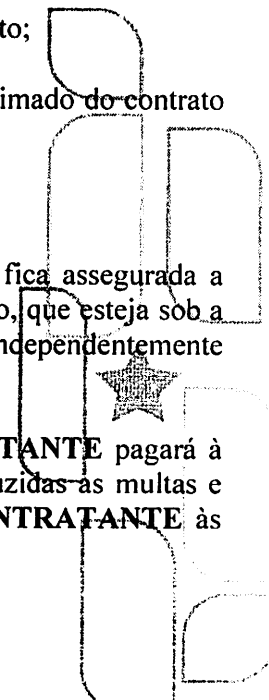 to;
imado do contrato
fica assegurada a
o, que esteja sob a
ndependentemente
TANTE pagará à
uzidas as multas e
NTRATANTE às